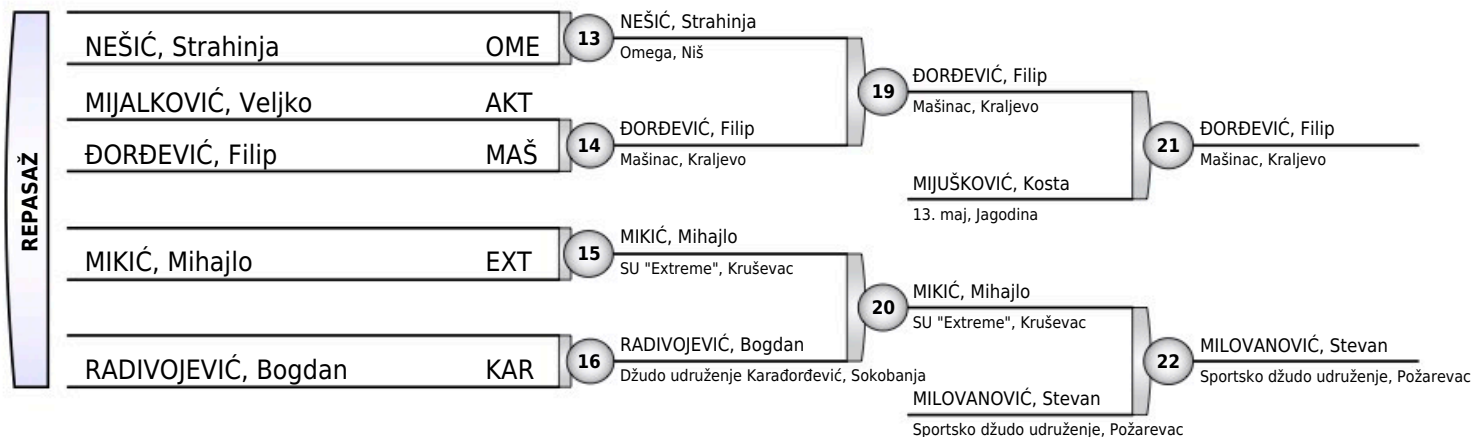 REPASAŽ
NEŠIĆ, Strahinja OME
MIJALKOVIĆ, Veljko AKT
ĐORĐEVIĆ, Filip MAŠ
MIKIĆ, Mihajlo EXT
RADIVOJEVIĆ, Bogdan KAR
13
NEŠIĆ, Strahinja
Omega, Niš
14
ĐORĐEVIĆ, Filip
Mašinac, Kraljevo
15
MIKIĆ, Mihajlo
SU "Extreme", Kruševac
16
RADIVOJEVIĆ, Bogdan
Džudo udruženje Karađorđević, Sokobanja
19
ĐORĐEVIĆ, Filip
Mašinac, Kraljevo
MIJUŠKOVIĆ, Kosta
13. maj, Jagodina
20
MIKIĆ, Mihajlo
SU "Extreme", Kruševac
MILOVANOVIĆ, Stevan
Sportsko džudo udruženje, Požarevac
21
ĐORĐEVIĆ, Filip
Mašinac, Kraljevo
22
MILOVANOVIĆ, Stevan
Sportsko džudo udruženje, Požarevac